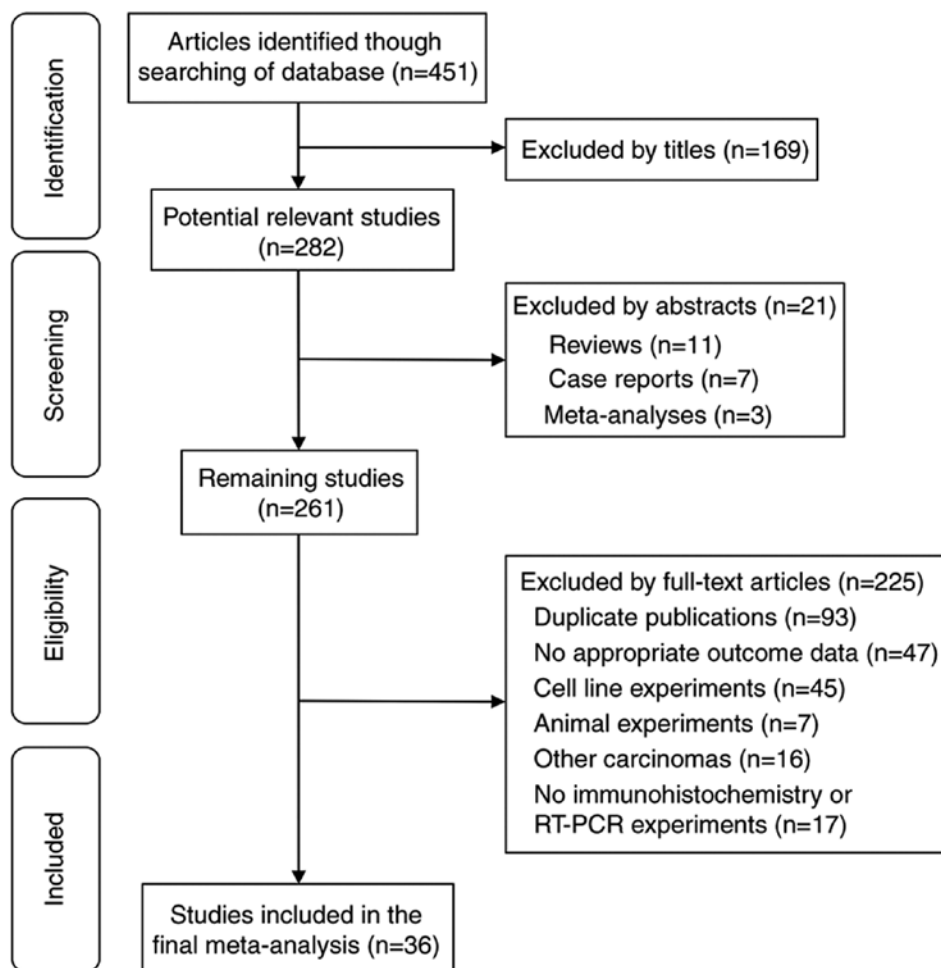 Identification
Articles identified though
searching of database (n=451)
Excluded by titles (n=169)
Potential relevant studies
(n=282)
Screening
Excluded by abstracts (n=21)
Reviews (n=11)
Case reports (n=7)
Meta-analyses (n=3)
Remaining studies
(n=261)
Eligibility
Excluded by full-text articles (n=225)
Duplicate publications (n=93)
No appropriate outcome data (n=47)
Cell line experiments (n=45)
Animal experiments (n=7)
Other carcinomas (n=16)
No immunohistochemistry or
RT-PCR experiments (n=17)
Included
Studies included in the
final meta-analysis (n=36)